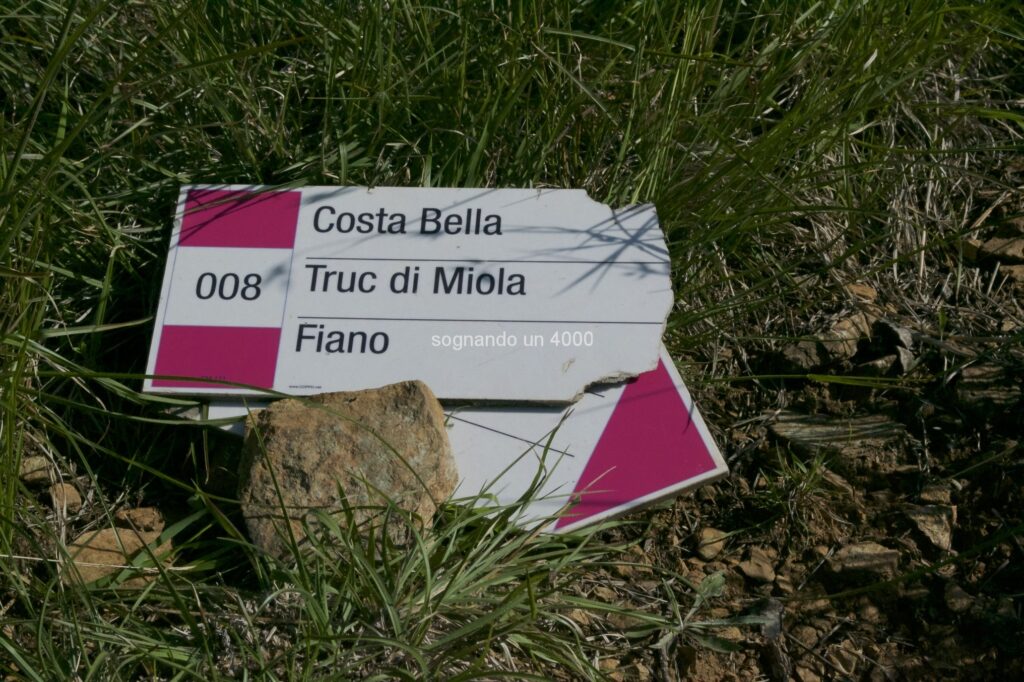 Costa Bella
008
Truc di Miola
Fiano
sognando un 4000